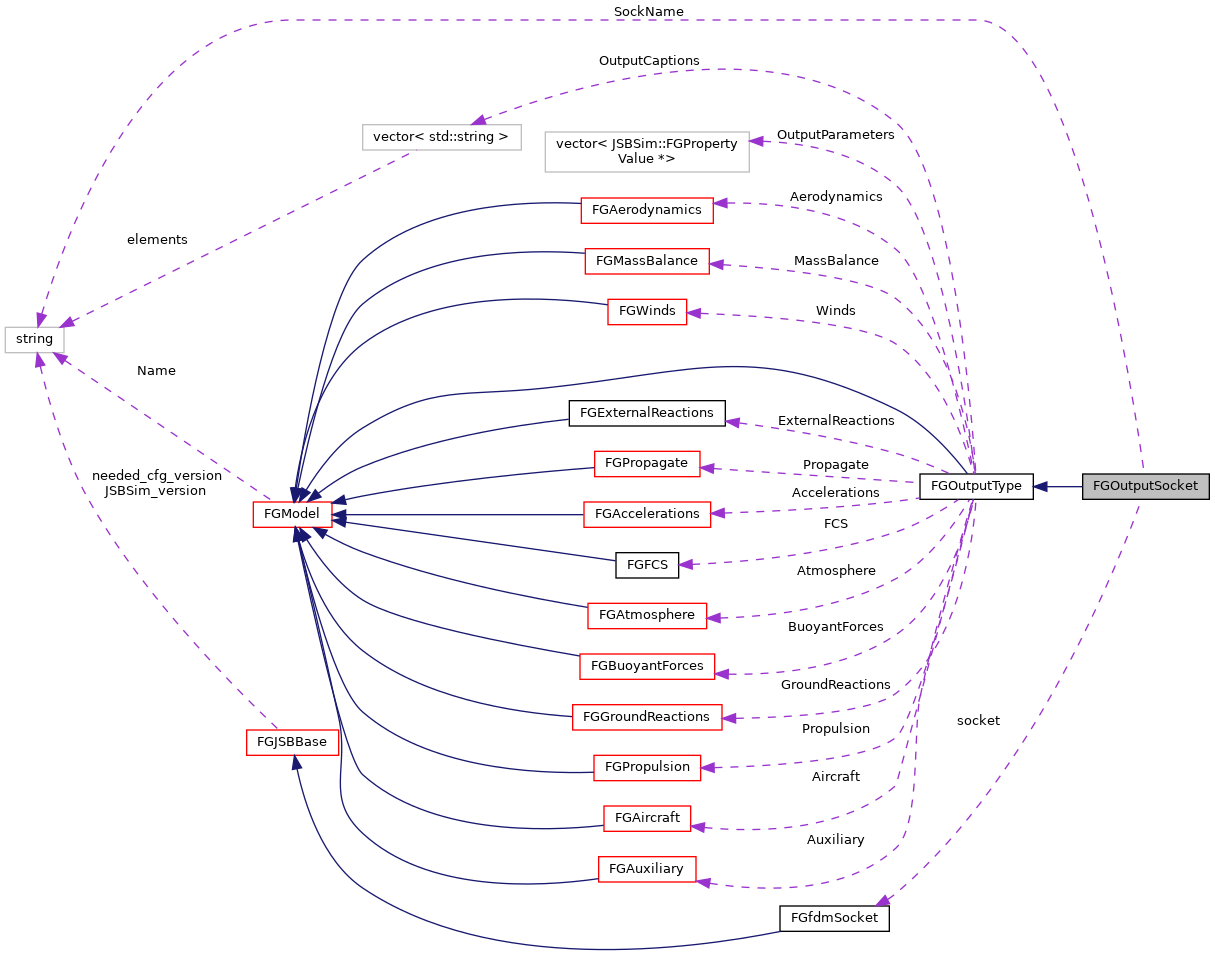 SockName
OutputCaptions
vector< std::string >
OutputParameters
vector< JSBSim::FGProperty
Value *>
Aerodynamics
FGAerodynamics
elements
MassBalance
FGMassBalance
Winds
FGWinds
string
Name
FGExternalReactions
ExternalReactions
FGPropagate
Propagate
needed_cfg_version
JSBSim_version
FGOutputType
FGOutputSocket
Accelerations
FGModel
FGAccelerations
FCS
FGFCS
Atmosphere
FGAtmosphere
BuoyantForces
FGBuoyantForces
GroundReactions
FGGroundReactions
socket
Propulsion
FGJSBBase
FGPropulsion
Aircraft
FGAircraft
Auxiliary
FGAuxiliary
FGfdmSocket